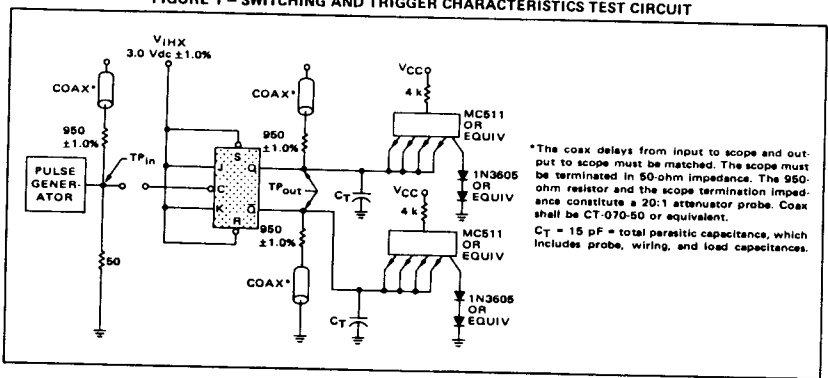 FIGURE 1 – SWITCHING AND TRIGGER CHARACTERISTICS TEST CIRCUIT
VIHX
3.0 Vdc ±1.0%
COAX*
950
±1.0%
TPin
PULSE
GENER-
ATOR
50
S
J
Q
C
K
Q̅
R
COAX*
950
±1.0%
TPout
950
±1.0%
COAX*
CT
VCC
4 k
MC511
OR
EQUIV
1N3605
OR
EQUIV
VCC
4 k
MC511
OR
EQUIV
CT
1N3605
OR
EQUIV
*The coax delays from input to scope and out-
put to scope must be matched. The scope must
be terminated in 50-ohm impedance. The 950-
ohm resistor and the scope termination imped-
ance constitute a 20:1 attenuator probe. Coax
shall be CT-070-50 or equivalent.
CT = 15 pF = total parasitic capacitance, which
includes probe, wiring, and load capacitances.